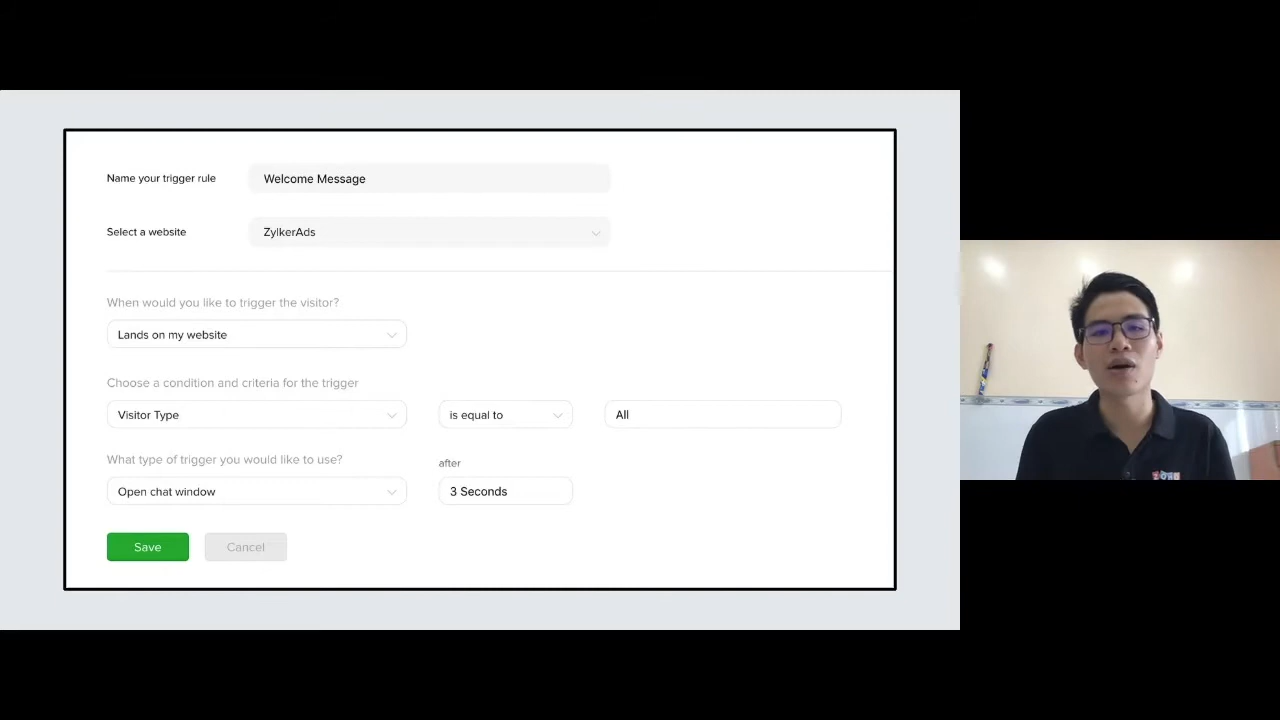 Name your trigger rule
Welcome Message
Select a website
ZylkerAds
When would you like to trigger the visitor?
Lands on my website
Choose a condition and criteria for the trigger
Visitor Type
is equal to
All
What type of trigger you would like to use?
after
Open chat window
3 Seconds
Save
Cancel